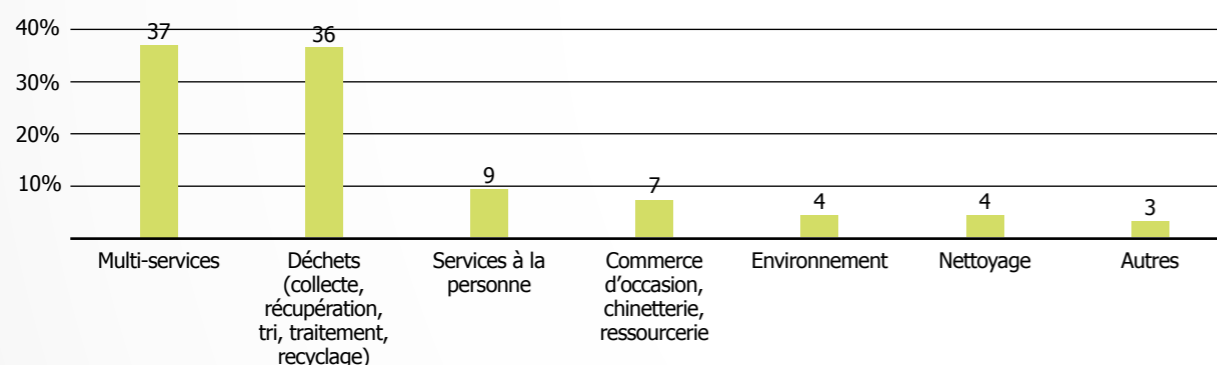 40%
30%
20%
10%
37
36
9
7
4
4
3
Multi-services
Déchets
(collecte,
récupération,
tri, traitement,
recyclage)
Services à la
personne
Commerce
d’occasion,
chinetterie,
ressourcerie
Environnement
Nettoyage
Autres